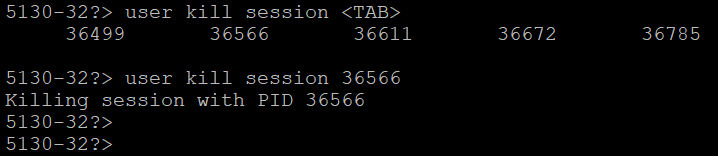 5130-32?> user kill session <TAB>
36499 36566 36611 36672 36785
5130-32?> user kill session 36566
Killing session with PID 36566
5130-32?>
5130-32?>